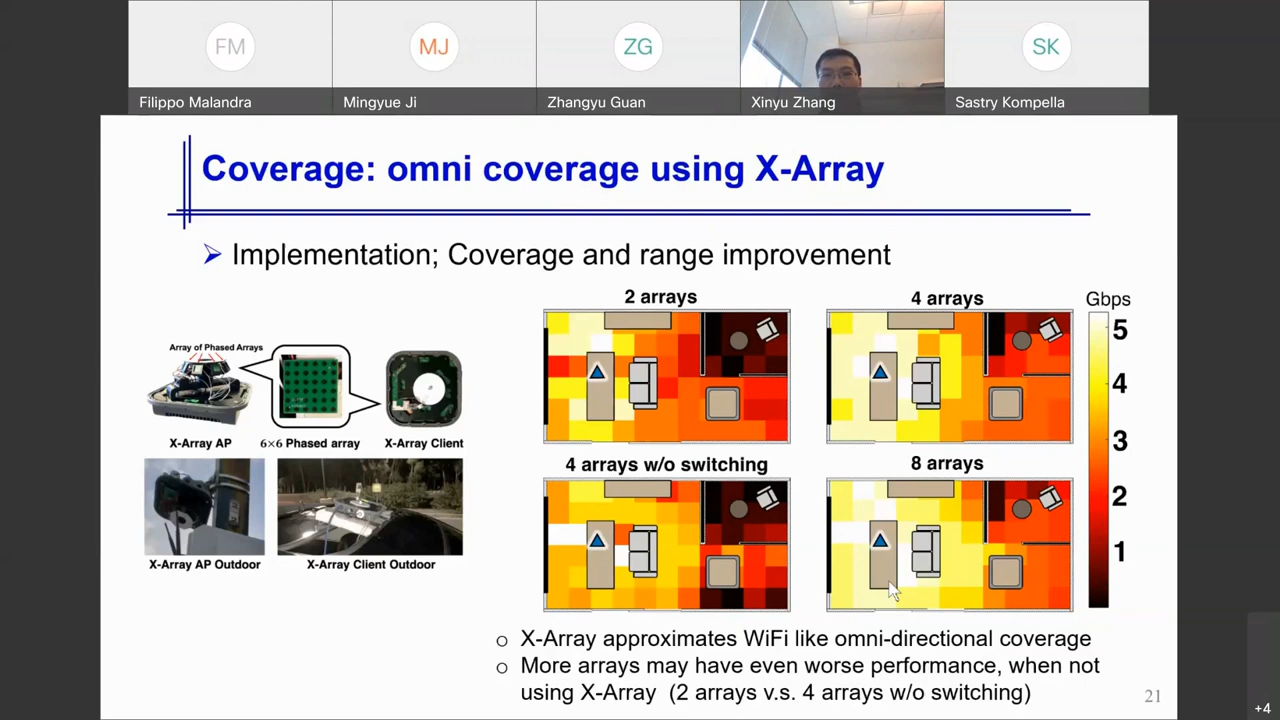 FM
MJ
ZG
SK
Filippo Malandra
Mingyue Ji
Zhangyu Guan
Xinyu Zhang
Sastry Kompella
Coverage: omni coverage using X-Array
Implementation; Coverage and range improvement
Array of Phased Arrays
X-Array AP
6×6 Phased array
X-Array Client
X-Array AP Outdoor
X-Array Client Outdoor
2 arrays
4 arrays
Gbps
5
4
3
2
1
4 arrays w/o switching
8 arrays
o X-Array approximates WiFi like omni-directional coverage
o More arrays may have even worse performance, when not
using X-Array (2 arrays v.s. 4 arrays w/o switching)
21
+4